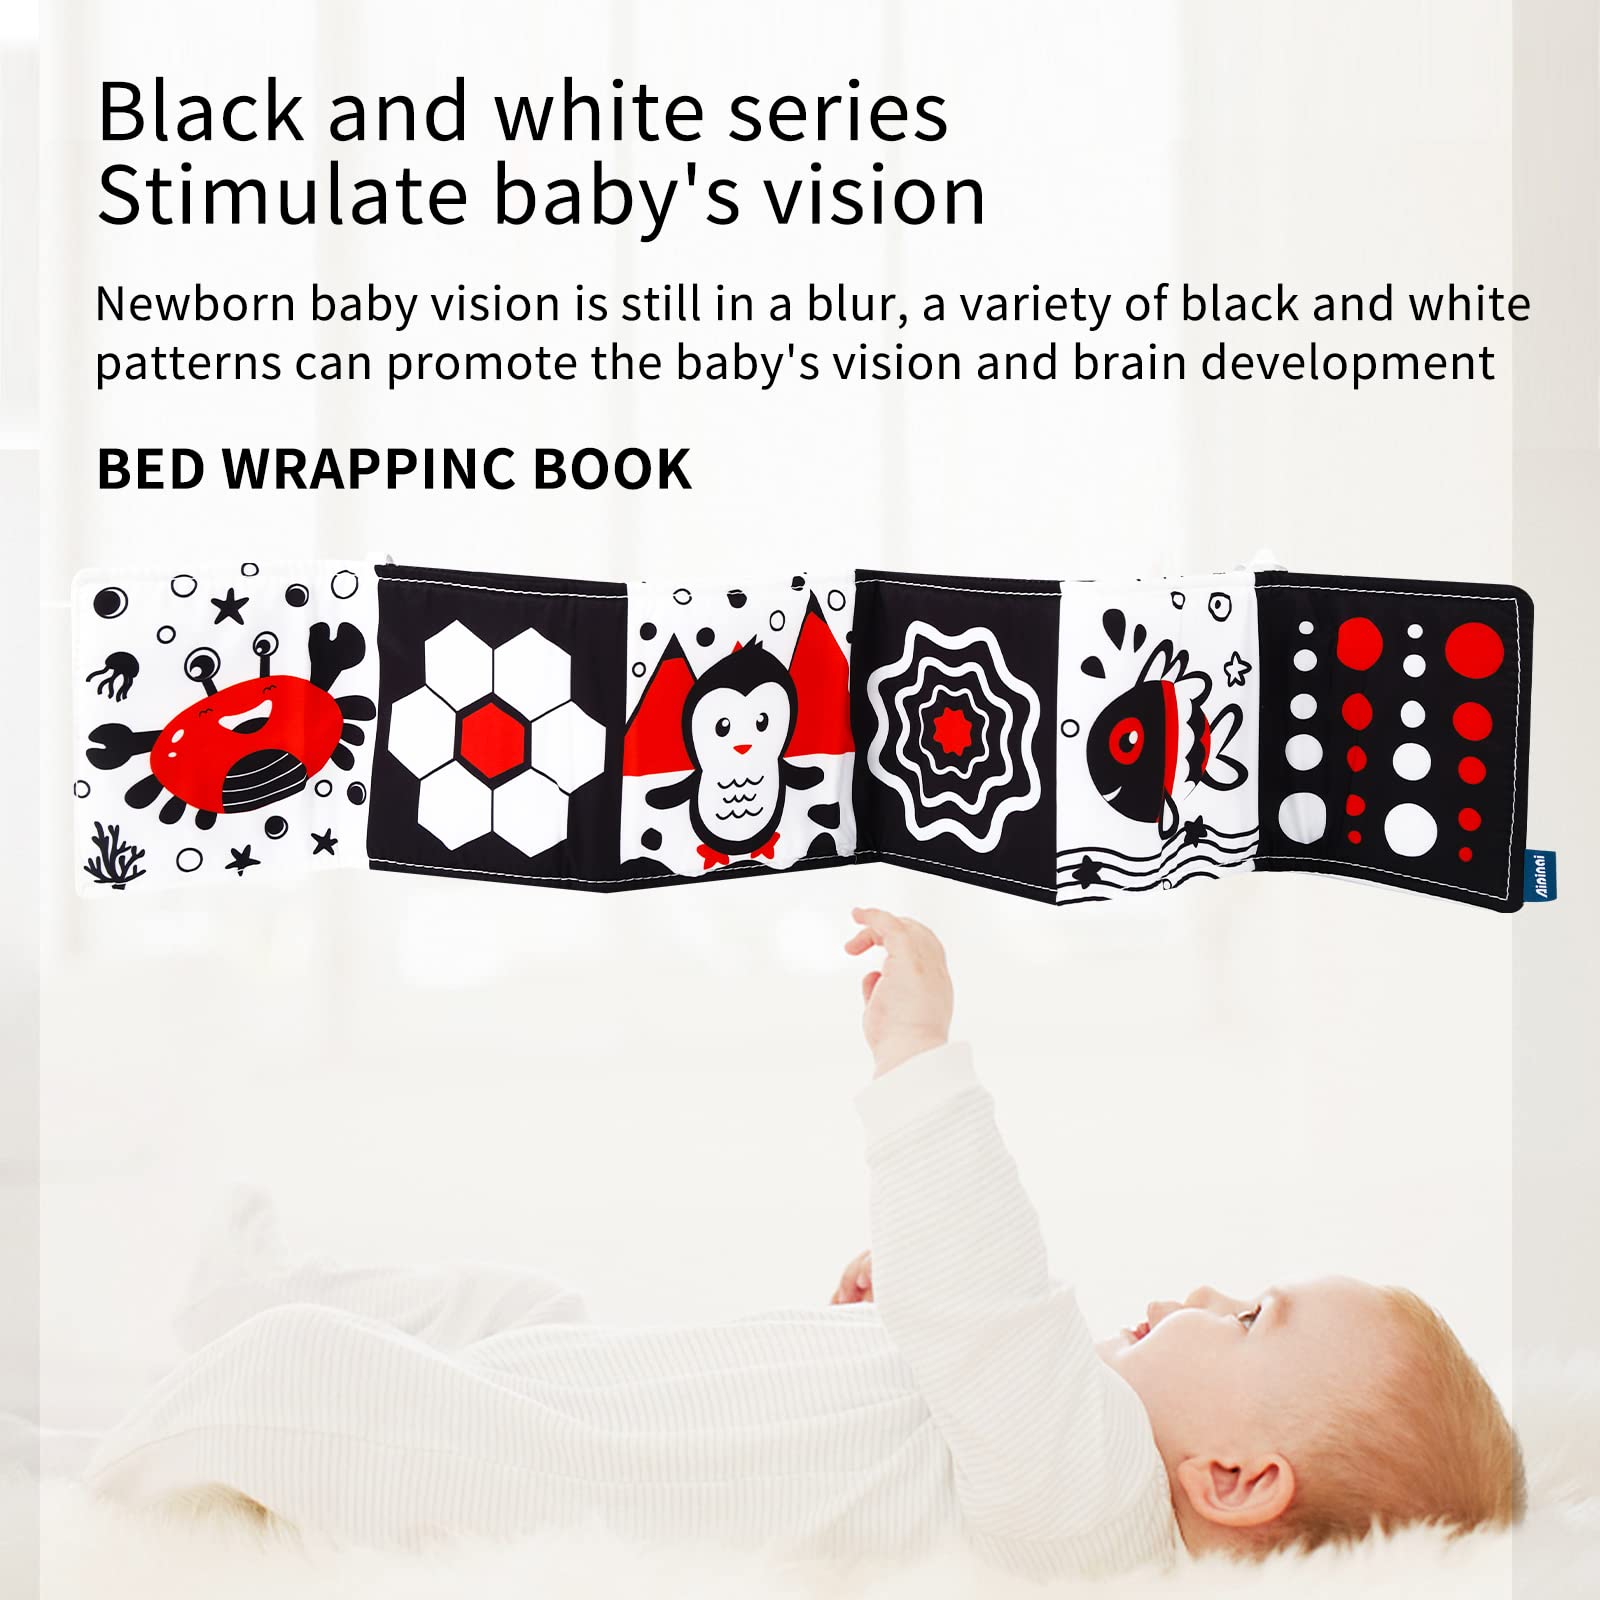 Black and white series
Stimulate baby's vision
Newborn baby vision is still in a blur, a variety of black and white
patterns can promote the baby's vision and brain development
BED WRAPPINC BOOK
Aipinqi